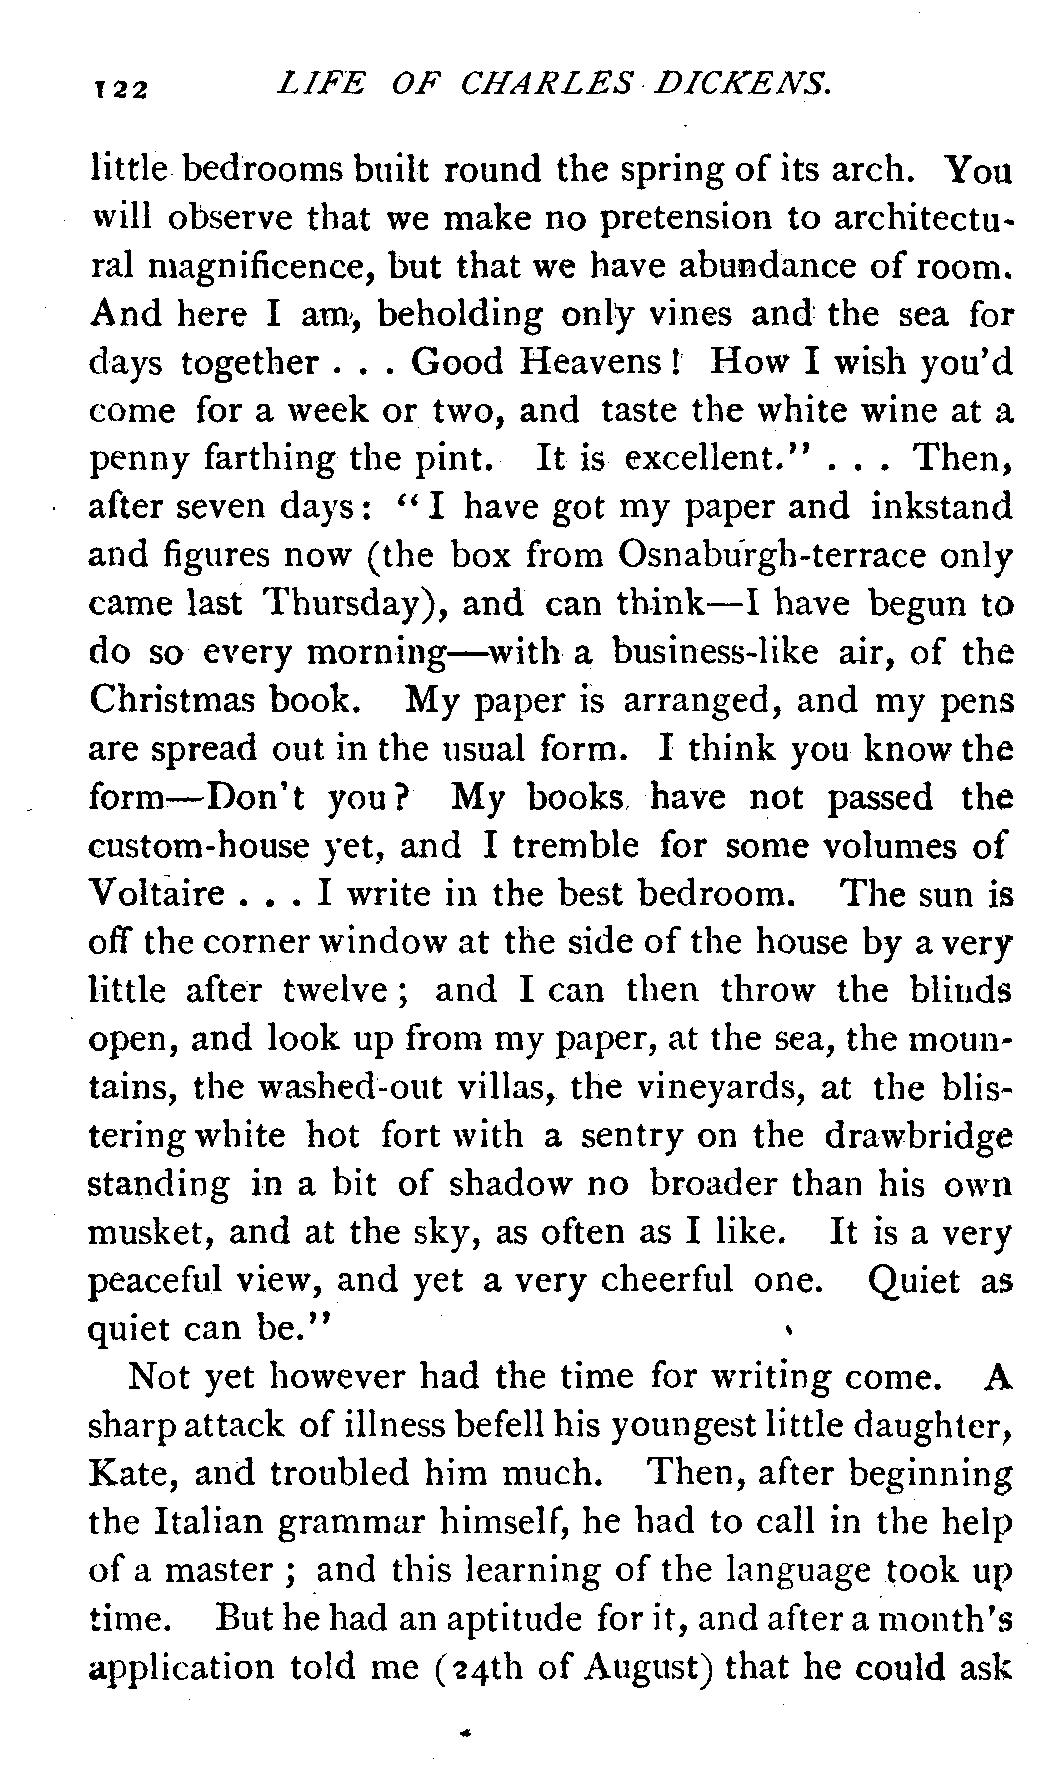 122 LIFE OF CHARLES DICKENS.
little bedrooms built round the spring of its arch. You
will observe that we make no pretension to architectu-
ral magnificence, but that we have abundance of room.
And here I am, beholding only vines and the sea for
days together . . . Good Heavens! How I wish you'd
come for a week or two, and taste the white wine at a
penny farthing the pint. It is excellent." . . . Then,
after seven days: "I have got my paper and inkstand
and figures now (the box from Osnaburgh-terrace only
came last Thursday), and can think—I have begun to
do so every morning—with a business-like air, of the
Christmas book. My paper is arranged, and my pens
are spread out in the usual form. I think you know the
form—Don't you? My books have not passed the
custom-house yet, and I tremble for some volumes of
Voltaire . . . I write in the best bedroom. The sun is
off the corner window at the side of the house by a very
little after twelve; and I can then throw the blinds
open, and look up from my paper, at the sea, the moun-
tains, the washed-out villas, the vineyards, at the blis-
tering white hot fort with a sentry on the drawbridge
standing in a bit of shadow no broader than his own
musket, and at the sky, as often as I like. It is a very
peaceful view, and yet a very cheerful one. Quiet as
quiet can be."
Not yet however had the time for writing come. A
sharp attack of illness befell his youngest little daughter,
Kate, and troubled him much. Then, after beginning
the Italian grammar himself, he had to call in the help
of a master; and this learning of the language took up
time. But he had an aptitude for it, and after a month's
application told me (24th of August) that he could ask